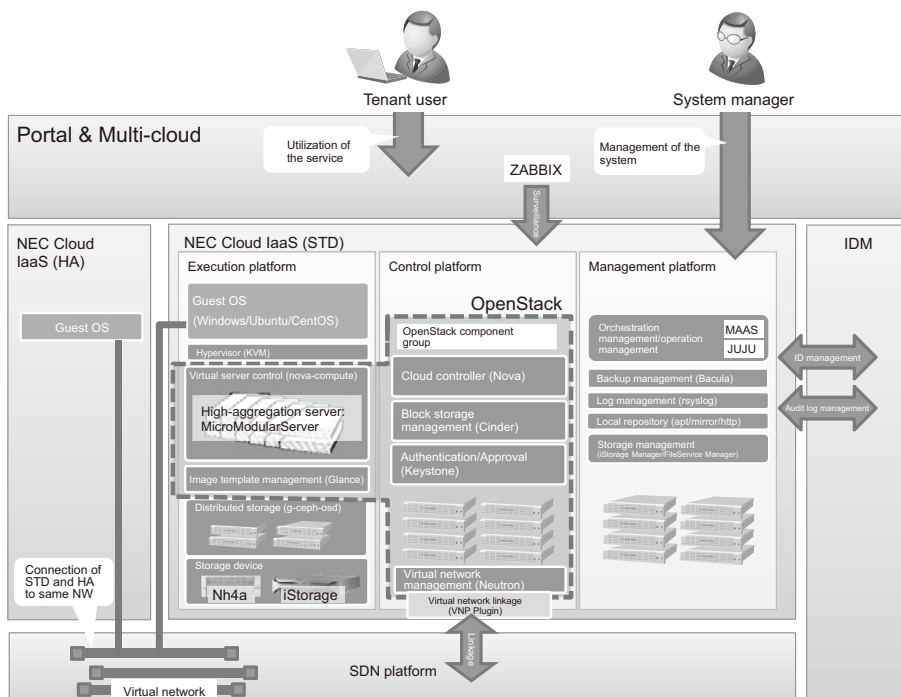 Tenant user
System manager
Portal & Multi-cloud
Utilization of
the service
Management of the
system
ZABBIX
Surveillance
NEC Cloud
IaaS (HA)
Guest OS
NEC Cloud IaaS (STD)
Execution platform
Guest OS
(Windows/Ubuntu/CentOS)
Hypervisor (KVM)
Virtual server control (nova-compute)
High-aggregation server:
MicroModularServer
Image template management (Glance)
Distributed storage (g-ceph-osd)
Storage device
Nh4a
iStorage
Control platform
OpenStack
OpenStack component
group
Cloud controller (Nova)
Block storage
management (Cinder)
Authentication/Approval
(Keystone)
Virtual network
management (Neutron)
Virtual network linkage
(VNP Plugin)
Management platform
Orchestration
management/operation
management
MAAS
JUJU
Backup management (Bacula)
Log management (rsyslog)
Local repository (apt/mirror/http)
Storage management
(iStorage Manager/FileService Manager)
IDM
ID management
Audit log management
Connection of
STD and HA
to same NW
Linkage
SDN platform
Virtual network